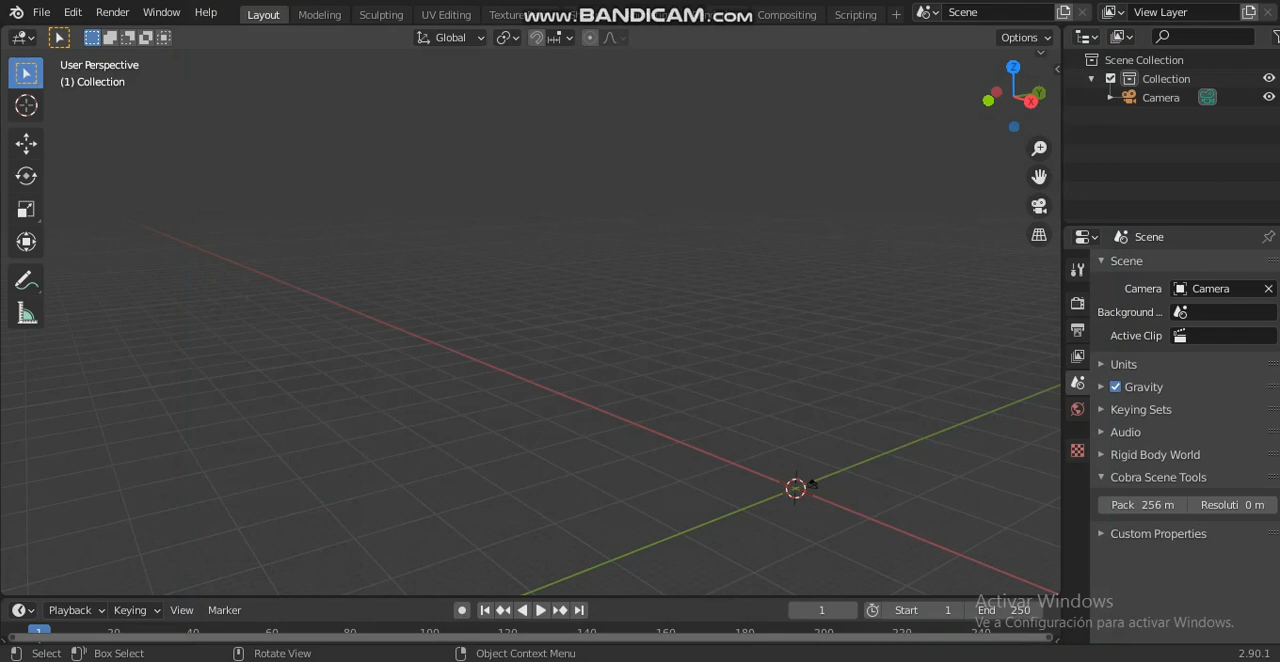 File Edit Render Window Help Layout Modeling Sculpting UV Editing Texture Compositing Scripting + Scene View Layer
www.BANDICAM.com
Global Options
User Perspective
(1) Collection
Z
Y
X
Scene Collection
Collection
Camera
Scene
Scene
Camera Camera
Background ...
Active Clip
Units
Gravity
Keying Sets
Audio
Rigid Body World
Cobra Scene Tools
Pack 256 m Resoluti 0 m
Custom Properties
Activar Windows
Ve a Configuración para activar Windows.
Playback Keying View Marker 1 Start 1 End 250
1 20 40 60 80 100 120 140 160 180 200 220 240
Select Box Select Rotate View Object Context Menu 2.90.1